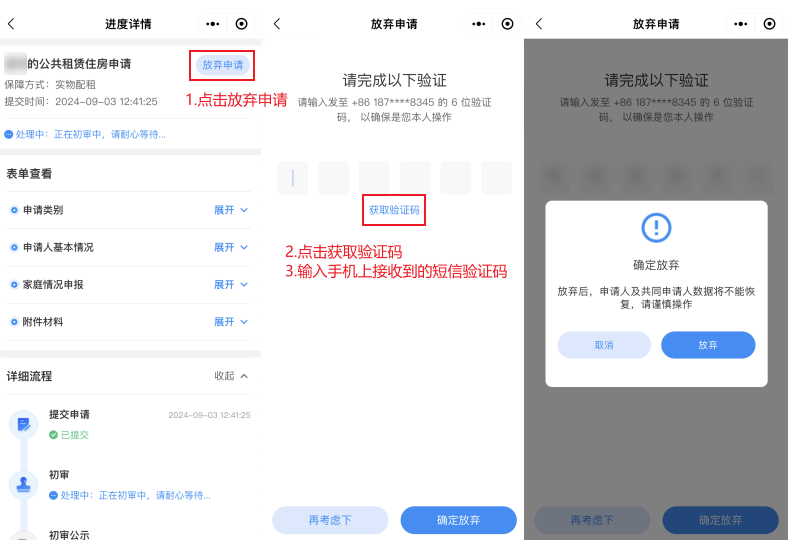 进度详情
的公共租赁住房申请
放弃申请
保障方式：实物配租
提交时间：2024-09-03 12:41:25
1.点击放弃申请
处理中：正在初审中，请耐心等待...
表单查看
申请类别
展开
申请人基本情况
展开
家庭情况申报
展开
附件材料
展开
详细流程
收起
提交申请
2024-09-03 12:41:25
已提交
初审
处理中：正在初审中，请耐心等待...
初审公示
放弃申请
请完成以下验证
请输入发至 +86 187****8345 的 6 位验证
码， 以确保是您本人操作
获取验证码
2.点击获取验证码
3.输入手机上接收到的短信验证码
再考虑下
确定放弃
放弃申请
请完成以下验证
请输入发至 +86 187****8345 的 6 位验证
码， 以确保是您本人操作
确定放弃
放弃后，申请人及共同申请人数据将不能恢
复，请谨慎操作
取消
放弃
再考虑下
确定放弃